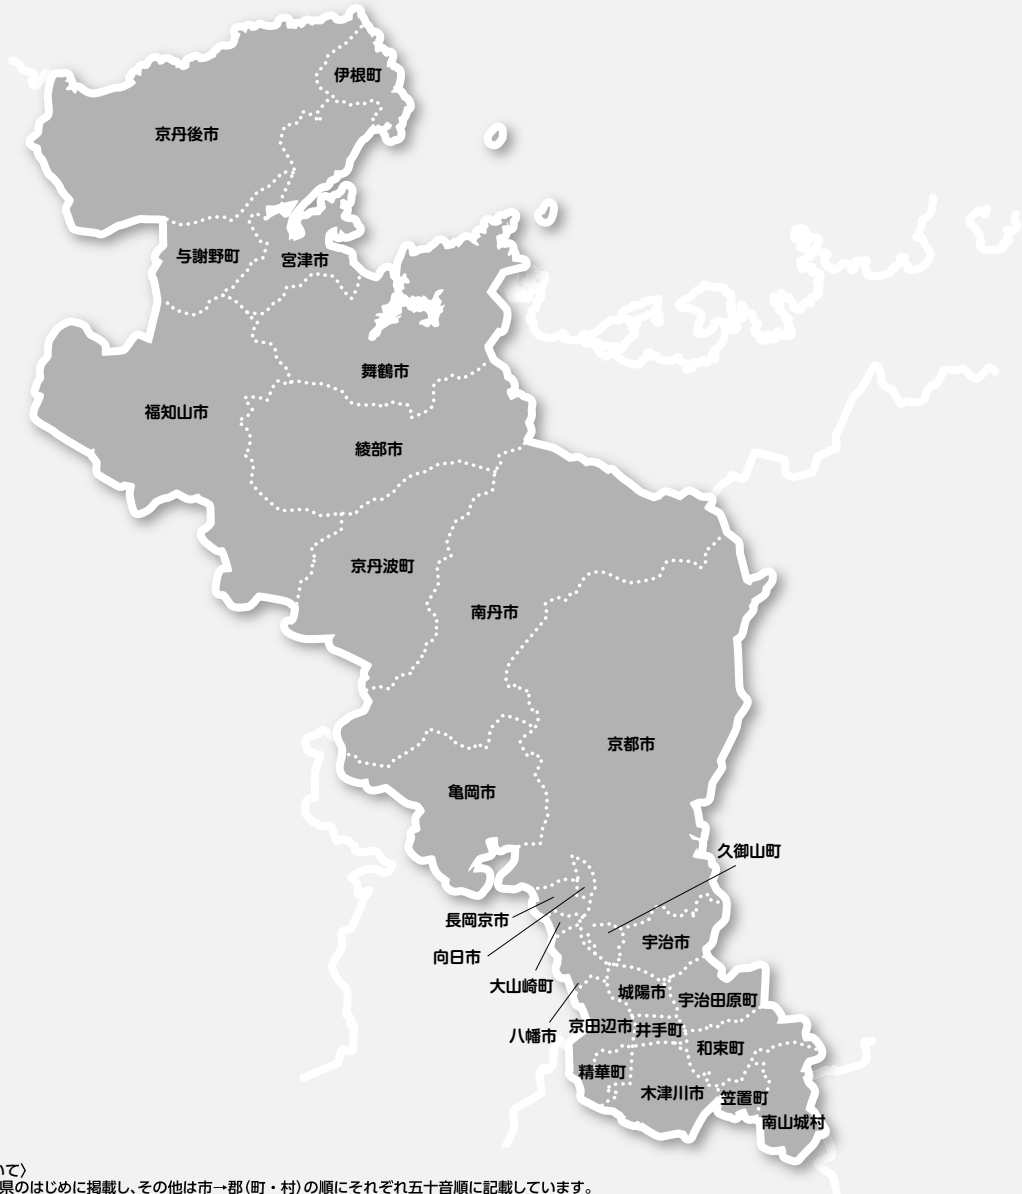 伊根町
京丹後市
与謝野町
宮津市
舞鶴市
福知山市
綾部市
京丹波町
南丹市
京都市
亀岡市
久御山町
長岡京市
宇治市
向日市
大山崎町
城陽市
宇治田原町
八幡市
京田辺市
井手町
和束町
精華町
木津川市
笠置町
南山城村
いて〉
県のはじめに掲載し、その他は市→郡(町・村)の順にそれぞれ五十音順に記載しています。